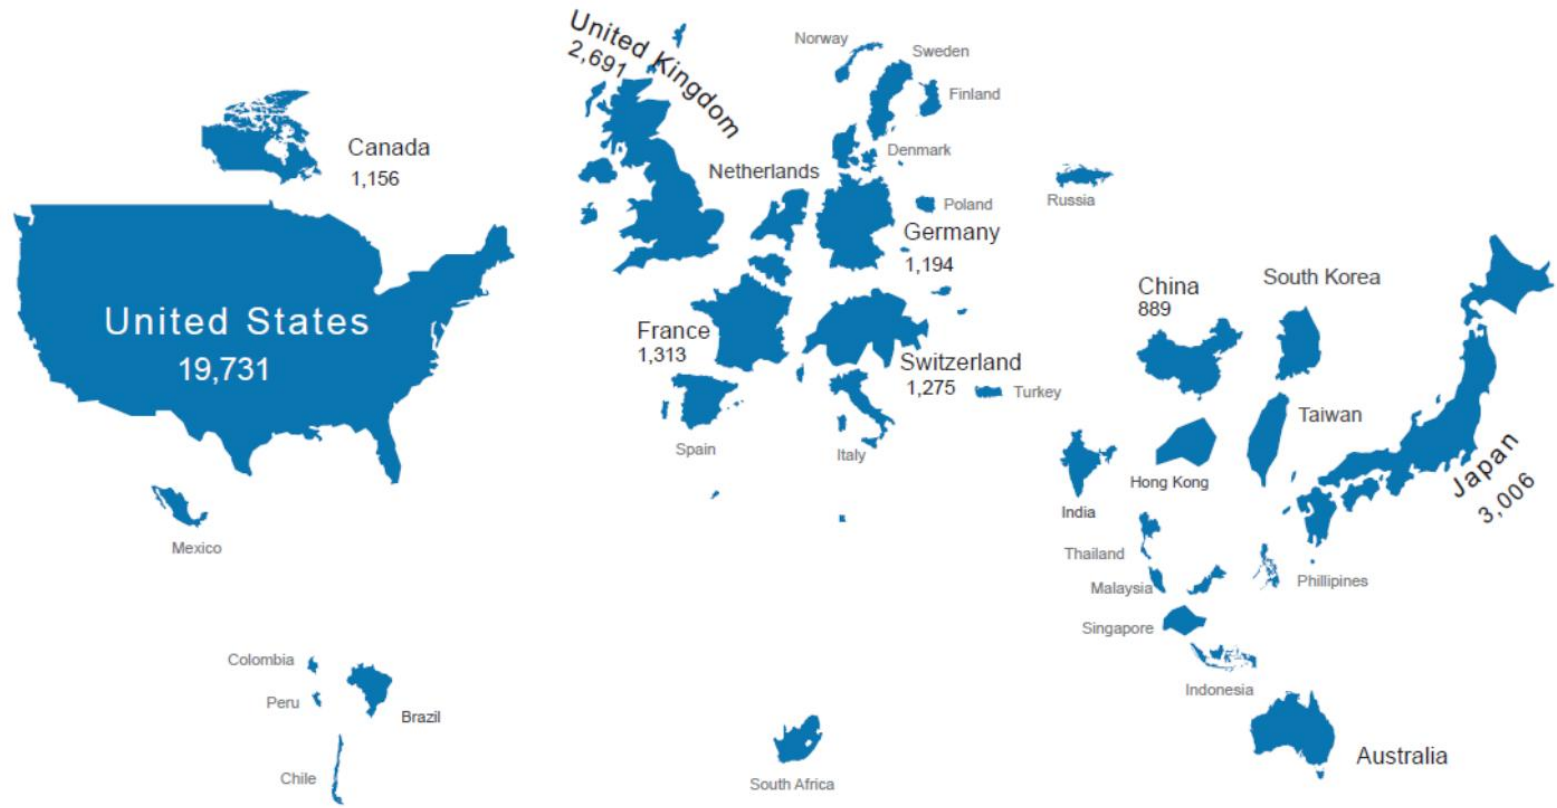 United Kingdom
2,691
Norway
Sweden
Finland
Denmark
Canada
1,156
Netherlands
Poland
Russia
Germany
1,194
United States
19,731
France
1,313
Switzerland
1,275
Turkey
Spain
Italy
China
889
South Korea
Taiwan
Japan
3,006
Hong Kong
India
Thailand
Malaysia
Phillipines
Singapore
Indonesia
Australia
Mexico
Colombia
Peru
Brazil
Chile
South Africa